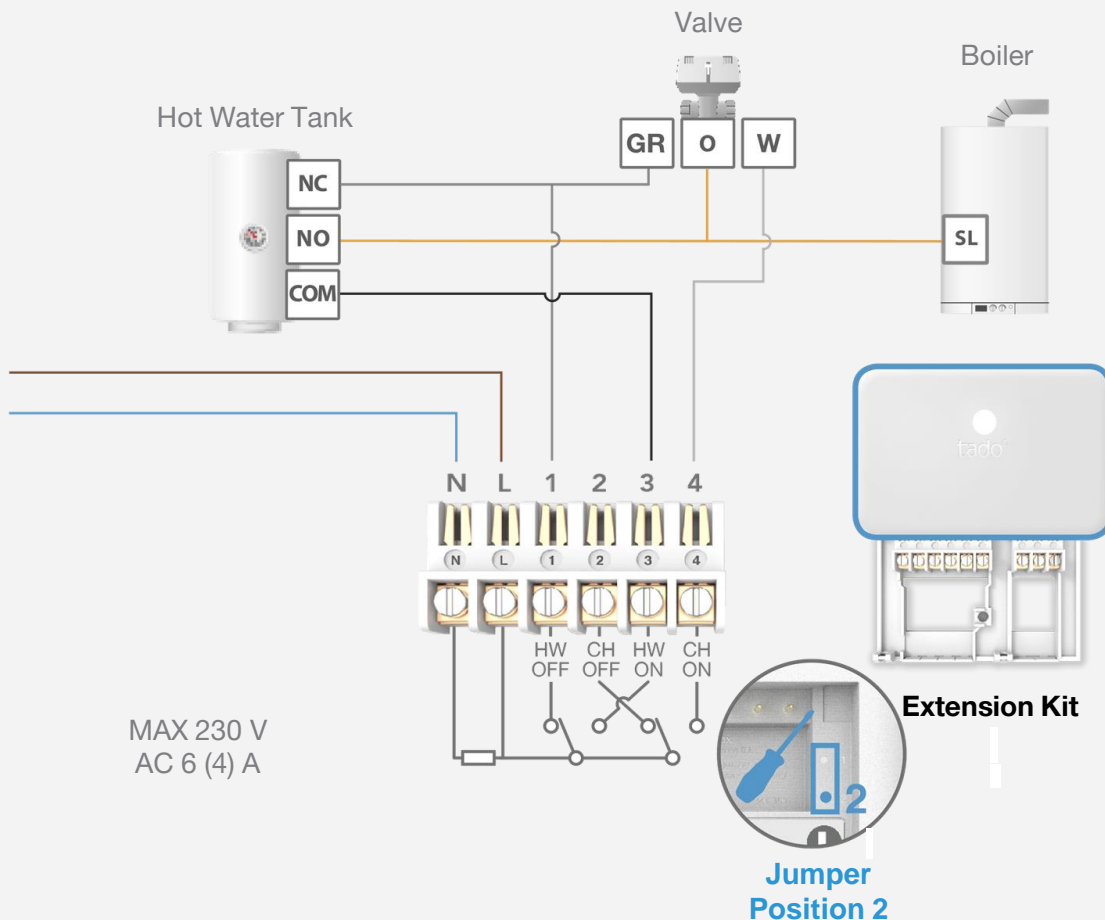 Valve
Boiler
Hot Water Tank
GR O W
NC
NO
COM
SL
tado°
N L 1 2 3 4
N L 1 2 3 4
HW OFF
CH OFF
HW ON
CH ON
MAX 230 V
AC 6 (4) A
Extension Kit
2
Jumper
Position 2